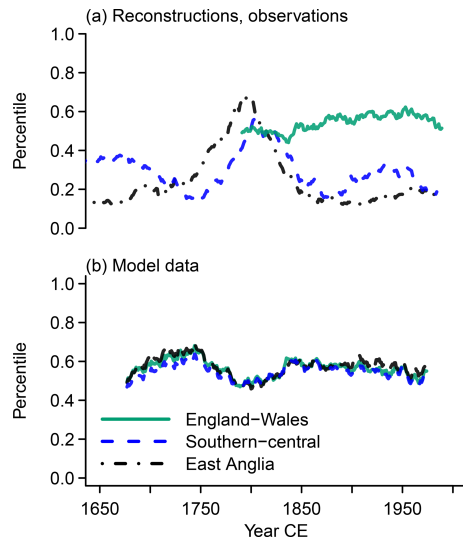 (a) Reconstructions, observations
1.0
0.8
0.6
0.4
0.2
0.0
Percentile
(b) Model data
1.0
0.8
0.6
0.4
0.2
0.0
Percentile
England−Wales
Southern−central
East Anglia
1650 1750 1850 1950
Year CE